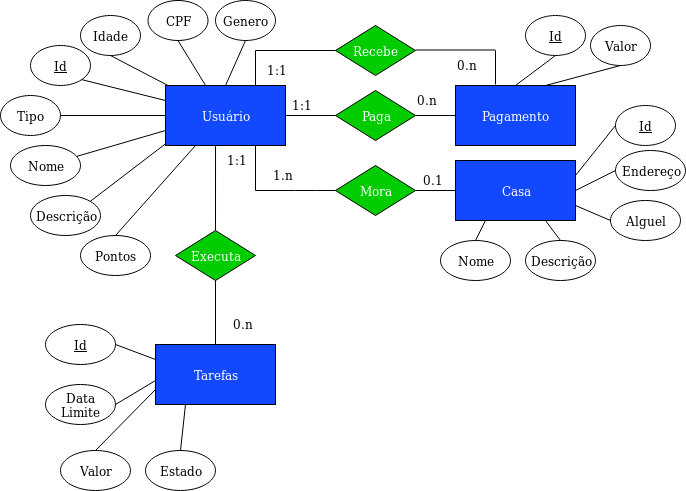 CPF
Genero
Idade
Id
Valor
Recebe
Id
1:1
0.n
1:1
0.n
Tipo
Usuário
Paga
Pagamento
Id
Nome
1:1
1.n
0.1
Mora
Casa
Endereço
Descrição
Alguel
Pontos
Executa
Nome
Descrição
0.n
Id
Tarefas
Data
Limite
Valor
Estado